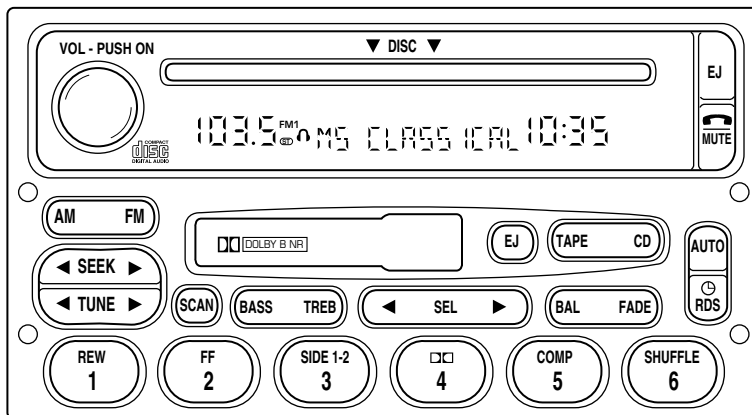 VOL - PUSH ON
▼ DISC ▼
EJ
103.5 FM1 ST MS CLASSICAL 10:35
MUTE
COMPACT
disc
DIGITAL AUDIO
AM FM
DOLBY B NR
EJ
TAPE CD
AUTO
◀ SEEK ▶
◀ TUNE ▶
SCAN
BASS TREB
◀ SEL ▶
BAL FADE
RDS
REW
1
FF
2
SIDE 1-2
3
4
COMP
5
SHUFFLE
6